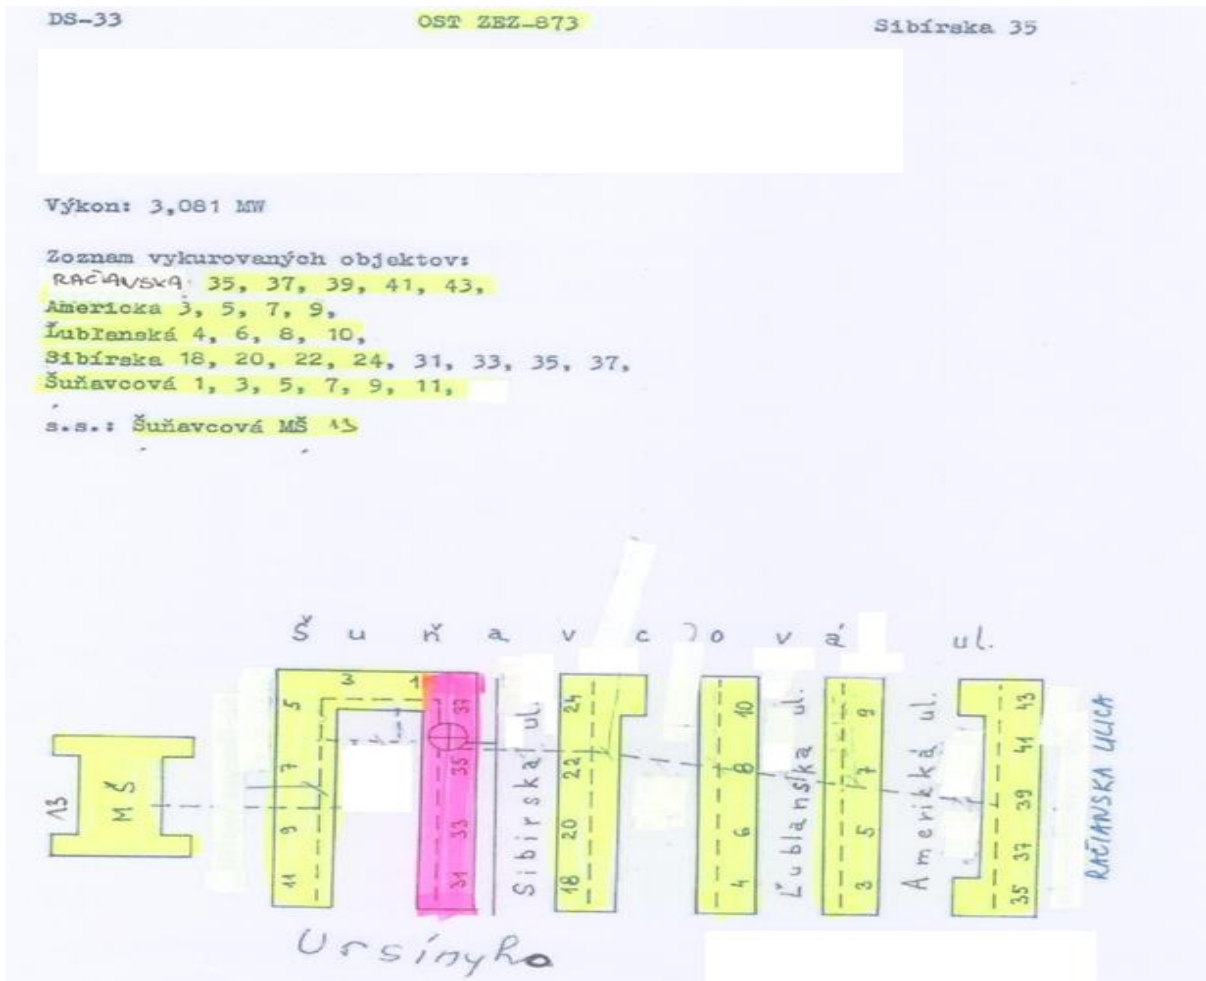 DS-33 OST ZEZ-873 Sibírska 35
Výkon: 3,081 MW
Zoznam vykurovaných objektov:
RAČIANSKA 35, 37, 39, 41, 43,
Americká 3, 5, 7, 9,
Ľubľanská 4, 6, 8, 10,
Sibírska 18, 20, 22, 24, 31, 33, 35, 37,
Šuňavcová 1, 3, 5, 7, 9, 11,
s.s.: Šuňavcová MŠ 13
Šuňavcová ul.
13
MŠ
11 9 7 5
3 1
31 33 35 37
Sibírska ul.
18 20 22 24
4 6 8 10
Ľublanska ul.
3 5 7 9
Ameriká ul.
35 37 39 41 43
RAČIANSKA ULICA
Ursínyho